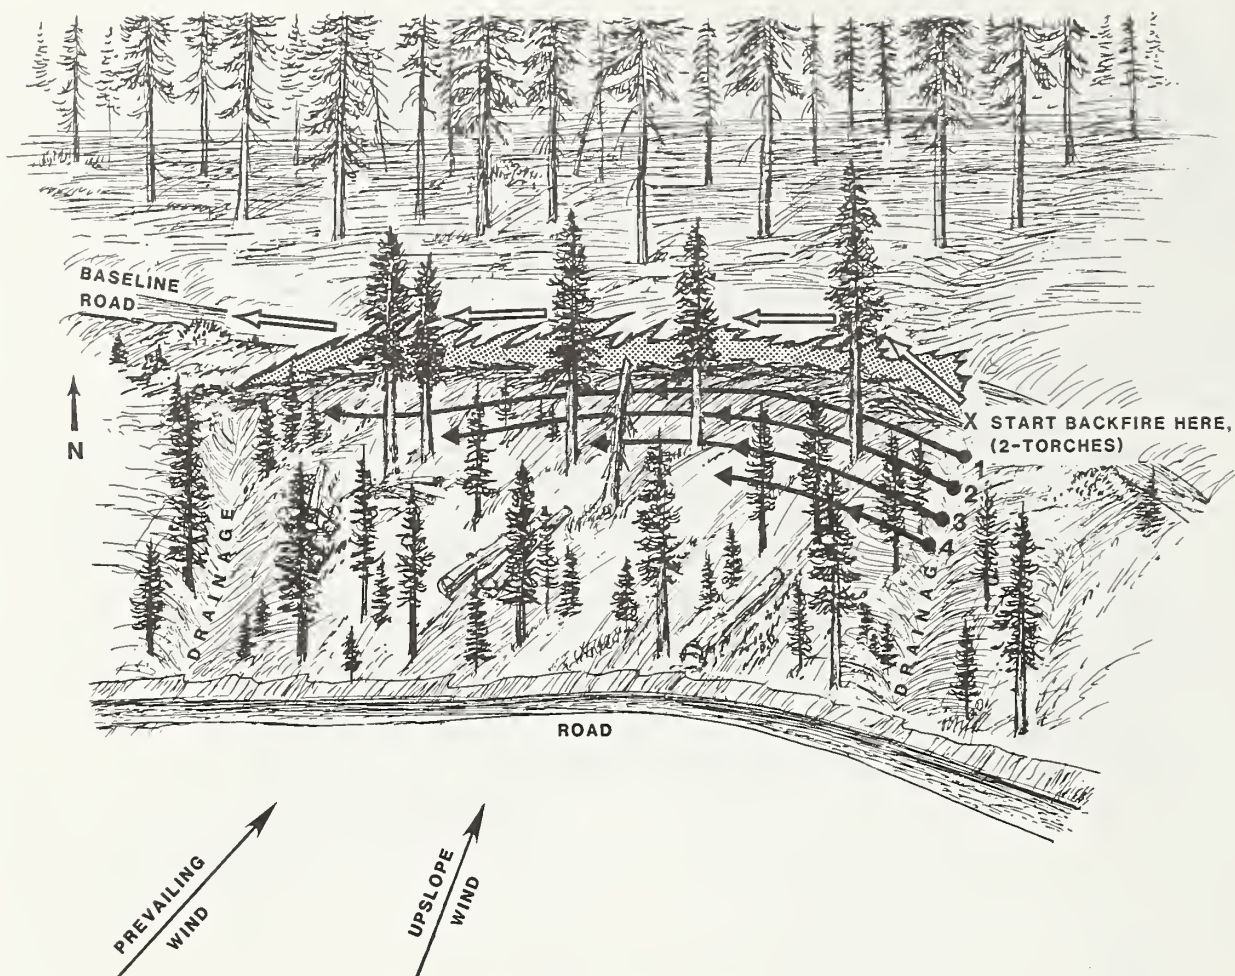 BASELINE
ROAD
N
X START BACKFIRE HERE,
(2-TORCHES)
1
2
3
4
DRAINAGE
DRAINAGE
ROAD
PREVAILING
WIND
UPSLOPE
WIND